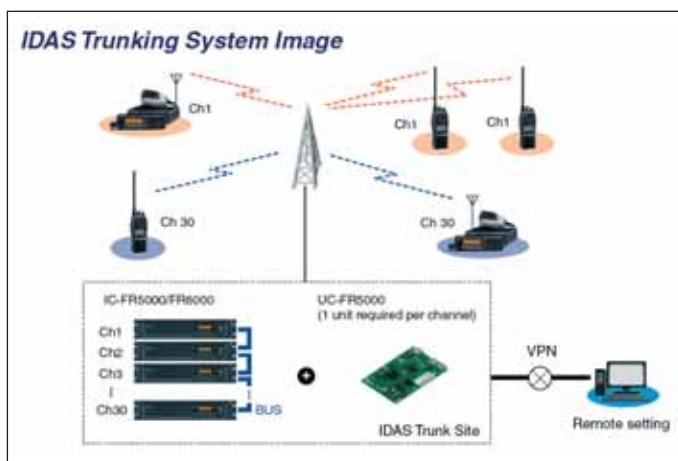 IDAS Trunking System Image
Ch1
Ch1
Ch1
Ch 30
Ch 30
IC-FR5000/FR6000
UC-FR5000
(1 unit required per channel)
Ch1
Ch2
Ch3
Ch30
BUS
VPN
IDAS Trunk Site
Remote setting